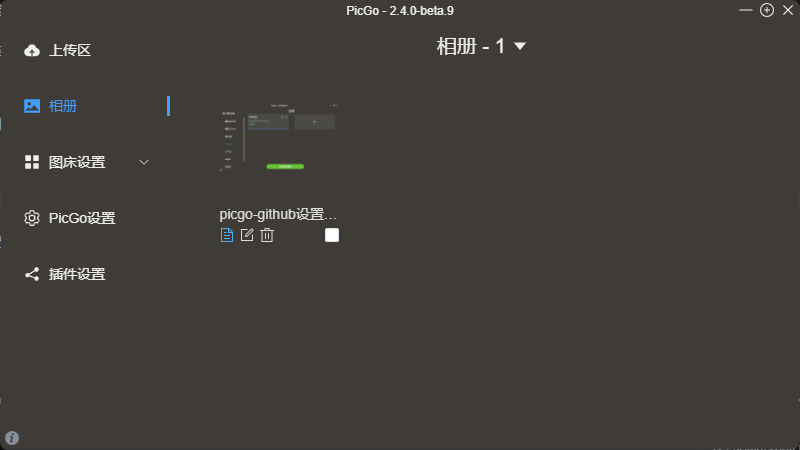 PicGo - 2.4.0-beta.9
上传区
相册
图床设置
PicGo设置
插件设置
相册 - 1
picgo-github设置…